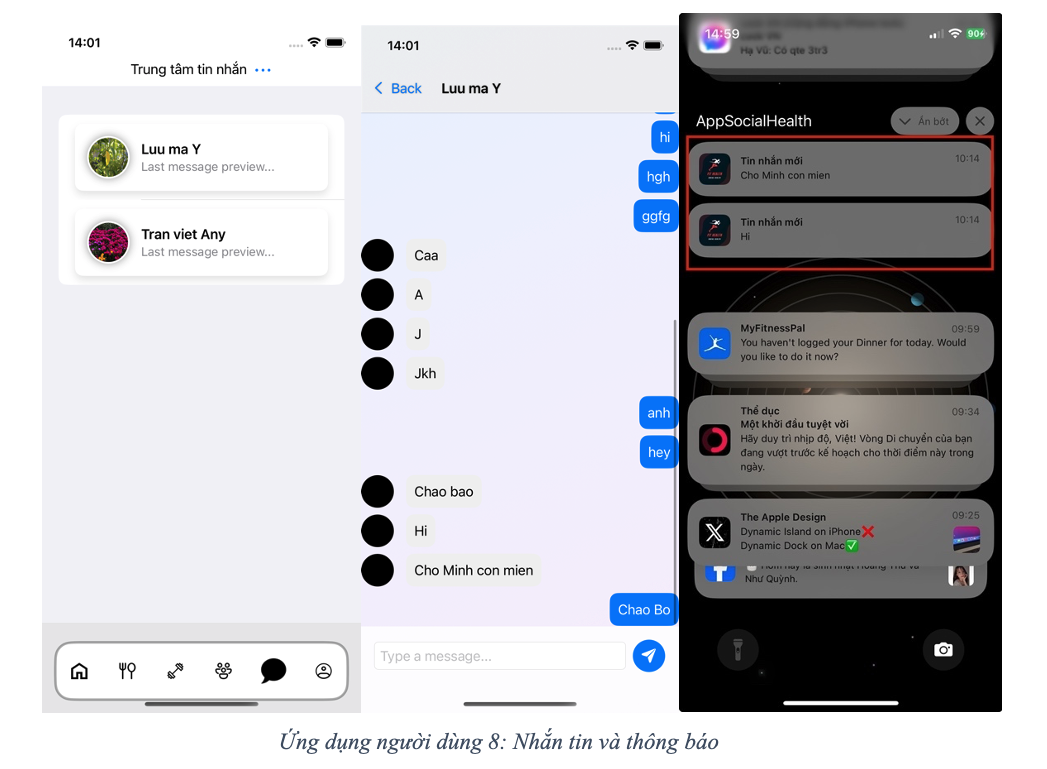 14:01
Trung tâm tin nhắn
Luu ma Y
Last message preview...
Tran viet Any
Last message preview...
14:01
Back
Luu ma Y
hi
hgh
ggfg
Caa
A
J
Jkh
anh
hey
Chao bao
Hi
Cho Minh con mien
Chao Bo
Type a message...
14:59
90
Hạ Vũ: Có qte 3tr3
AppSocialHealth
Ẩn bớt
Tin nhắn mới
10:14
Cho Minh con mien
Tin nhắn mới
10:14
Hi
MyFitnessPal
09:59
You haven't logged your Dinner for today. Would
you like to do it now?
Thể dục
09:34
Một khởi đầu tuyệt vời
Hãy duy trì nhịp độ, Việt! Vòng Di chuyển của bạn
đang vượt trước kế hoạch cho thời điểm này trong
ngày.
The Apple Design
09:25
Dynamic Island on iPhone❌
Dynamic Dock on Mac✅
Hôm nay là sinh nhật Hoàng Thu và
Như Quỳnh.
Ứng dụng người dùng 8: Nhắn tin và thông báo